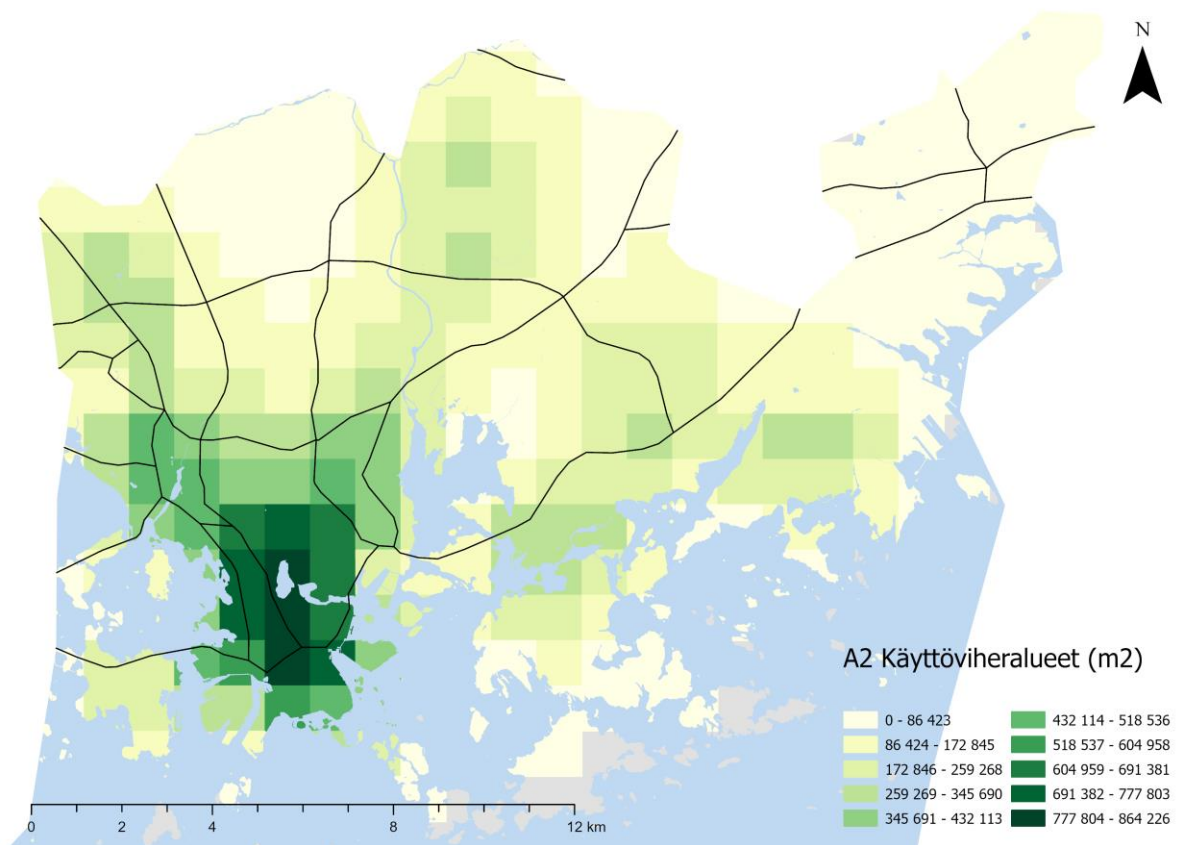 N
A2 Käyttöviheralueet (m2)
0 - 86 423
86 424 - 172 845
172 846 - 259 268
259 269 - 345 690
345 691 - 432 113
432 114 - 518 536
518 537 - 604 958
604 959 - 691 381
691 382 - 777 803
777 804 - 864 226
0 2 4 8 12 km